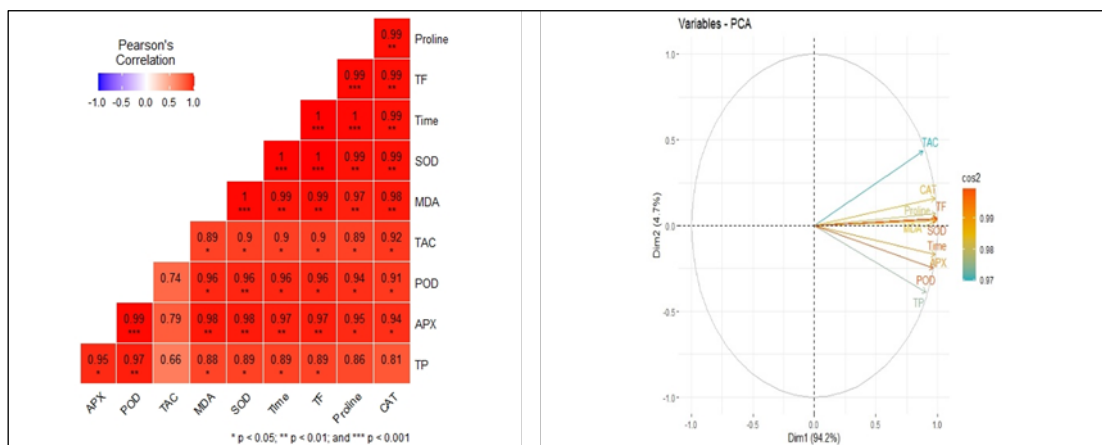 Pearson's
Correlation
-1.0 -0.5 0.0 0.5 1.0
0.99 Proline
**
0.99 0.99 TF
*** **
1 1 0.99 Time
*** *** **
1 1 0.99 0.99 SOD
*** *** ** **
1 0.99 0.99 0.97 0.98 MDA
*** ** ** ** **
0.89 0.9 0.9 0.9 0.89 0.92 TAC
* * * * * *
0.74 0.96 0.96 0.96 0.96 0.94 0.91 POD
* ** * * * *
0.99 0.79 0.98 0.98 0.97 0.97 0.95 0.94 APX
*** ** ** ** ** * *
0.95 0.97 0.66 0.88 0.89 0.89 0.89 0.86 0.81 TP
* ** * * * *
APX POD TAC MDA SOD Time TF Proline CAT
* p < 0.05; ** p < 0.01; and *** p < 0.001
Variables - PCA
Dim2 (4.7%)
1.0
0.5
0.0
-0.5
-1.0
TAC
CAT
Proline TF
MDA SOD
Time
APX
POD
TP
-1.0 -0.5 0.0 0.5 1.0
Dim1 (94.2%)
cos2
0.99
0.98
0.97